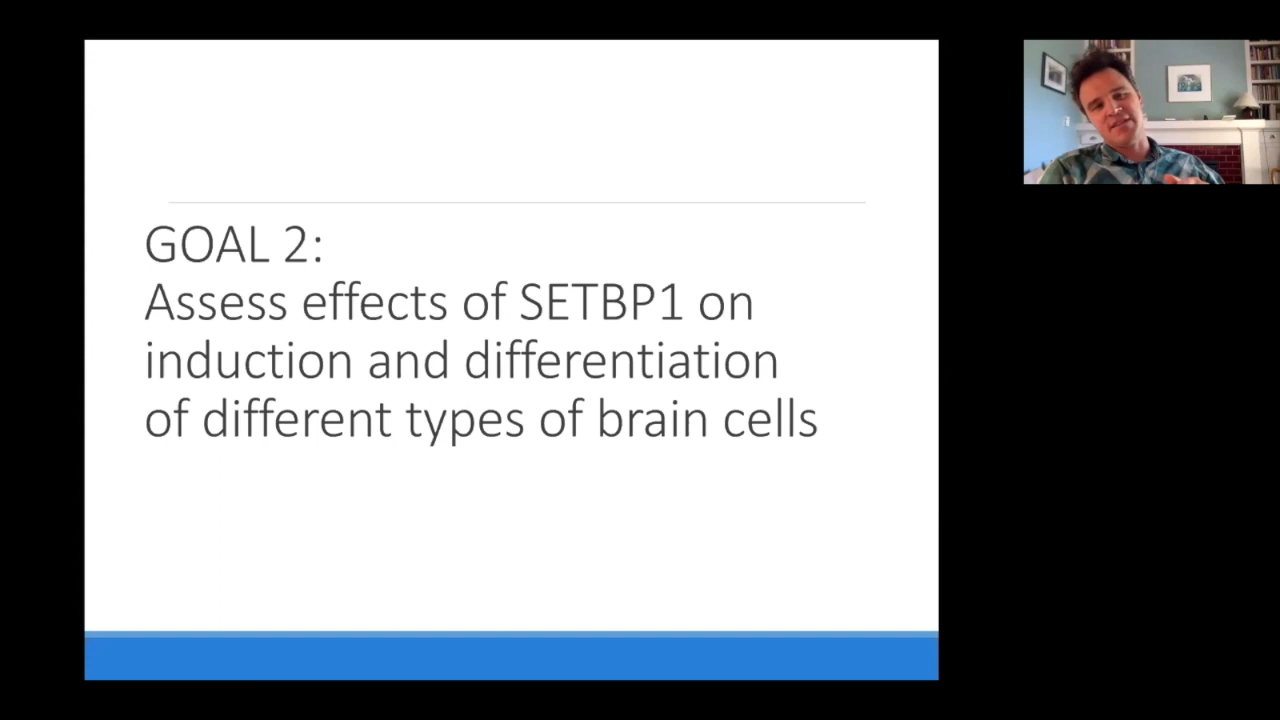 GOAL 2:
Assess effects of SETBP1 on
induction and differentiation
of different types of brain cells